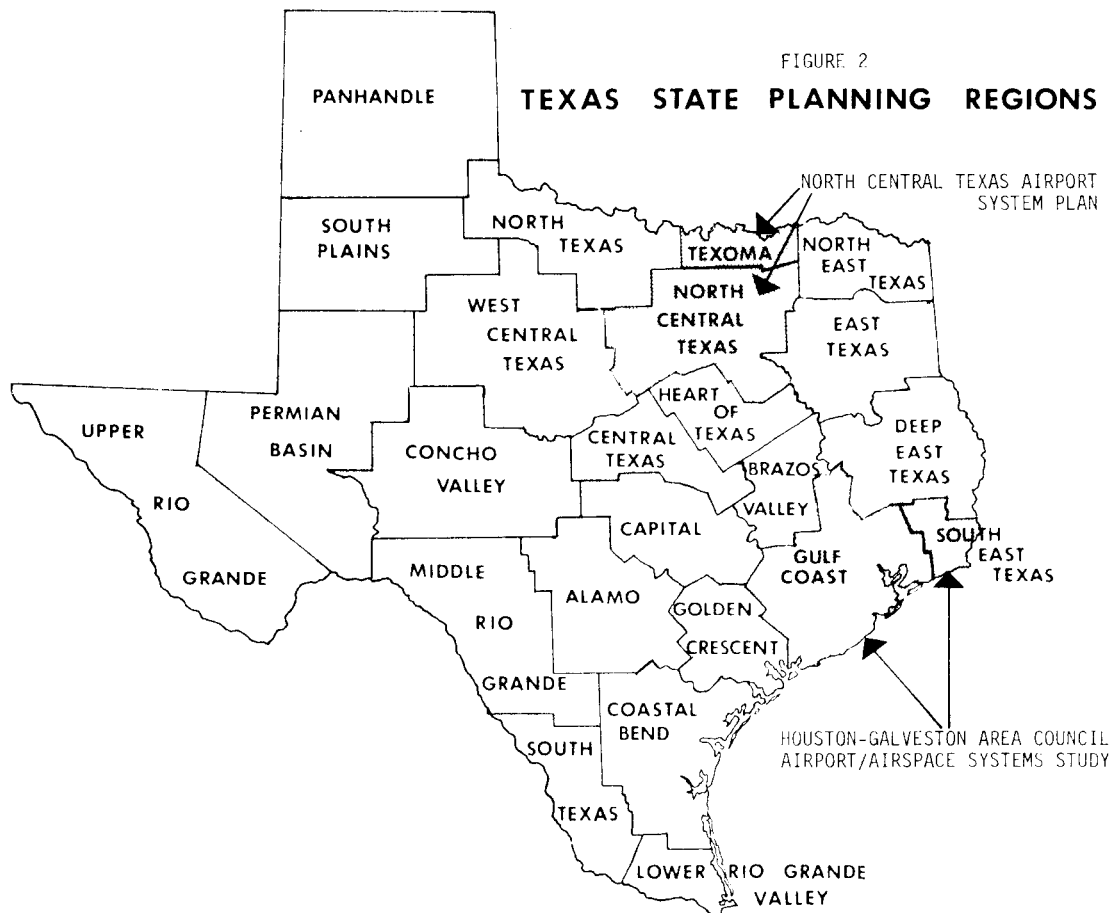 FIGURE 2
TEXAS STATE PLANNING REGIONS
PANHANDLE
NORTH CENTRAL TEXAS AIRPORT
SYSTEM PLAN
SOUTH
PLAINS
NORTH
TEXAS
TEXOMA
NORTH
EAST
TEXAS
WEST
CENTRAL
TEXAS
NORTH
CENTRAL
TEXAS
EAST
TEXAS
UPPER
RIO
GRANDE
PERMIAN
BASIN
CONCHO
VALLEY
HEART
OF
TEXAS
CENTRAL
TEXAS
BRAZOS
VALLEY
DEEP
EAST
TEXAS
CAPITAL
GULF
COAST
SOUTH
EAST
TEXAS
MIDDLE
RIO
GRANDE
ALAMO
GOLDEN
CRESCENT
COASTAL
BEND
SOUTH
TEXAS
HOUSTON-GALVESTON AREA COUNCIL
AIRPORT/AIRSPACE SYSTEMS STUDY
LOWER RIO GRANDE
VALLEY